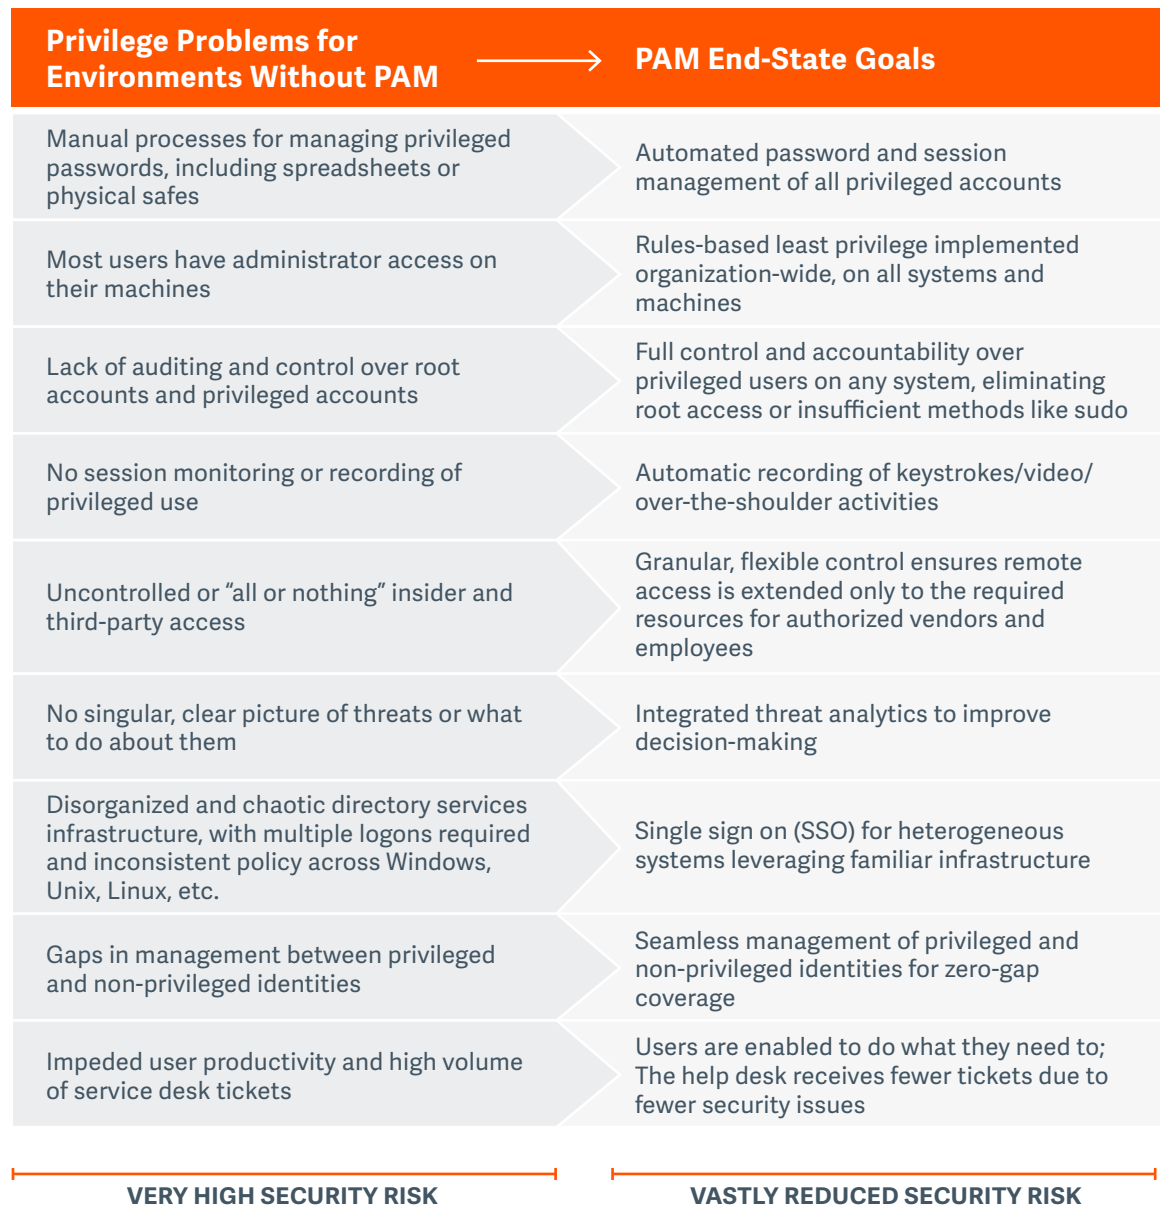 Privilege Problems for
Environments Without PAM
PAM End-State Goals
Manual processes for managing privileged
passwords, including spreadsheets or
physical safes
Automated password and session
management of all privileged accounts
Most users have administrator access on
their machines
Rules-based least privilege implemented
organization-wide, on all systems and
machines
Lack of auditing and control over root
accounts and privileged accounts
Full control and accountability over
privileged users on any system, eliminating
root access or insufficient methods like sudo
No session monitoring or recording of
privileged use
Automatic recording of keystrokes/video/
over-the-shoulder activities
Uncontrolled or “all or nothing” insider and
third-party access
Granular, flexible control ensures remote
access is extended only to the required
resources for authorized vendors and
employees
No singular, clear picture of threats or what
to do about them
Integrated threat analytics to improve
decision-making
Disorganized and chaotic directory services
infrastructure, with multiple logons required
and inconsistent policy across Windows,
Unix, Linux, etc.
Single sign on (SSO) for heterogeneous
systems leveraging familiar infrastructure
Gaps in management between privileged
and non-privileged identities
Seamless management of privileged and
non-privileged identities for zero-gap
coverage
Impeded user productivity and high volume
of service desk tickets
Users are enabled to do what they need to;
The help desk receives fewer tickets due to
fewer security issues
VERY HIGH SECURITY RISK
VASTLY REDUCED SECURITY RISK